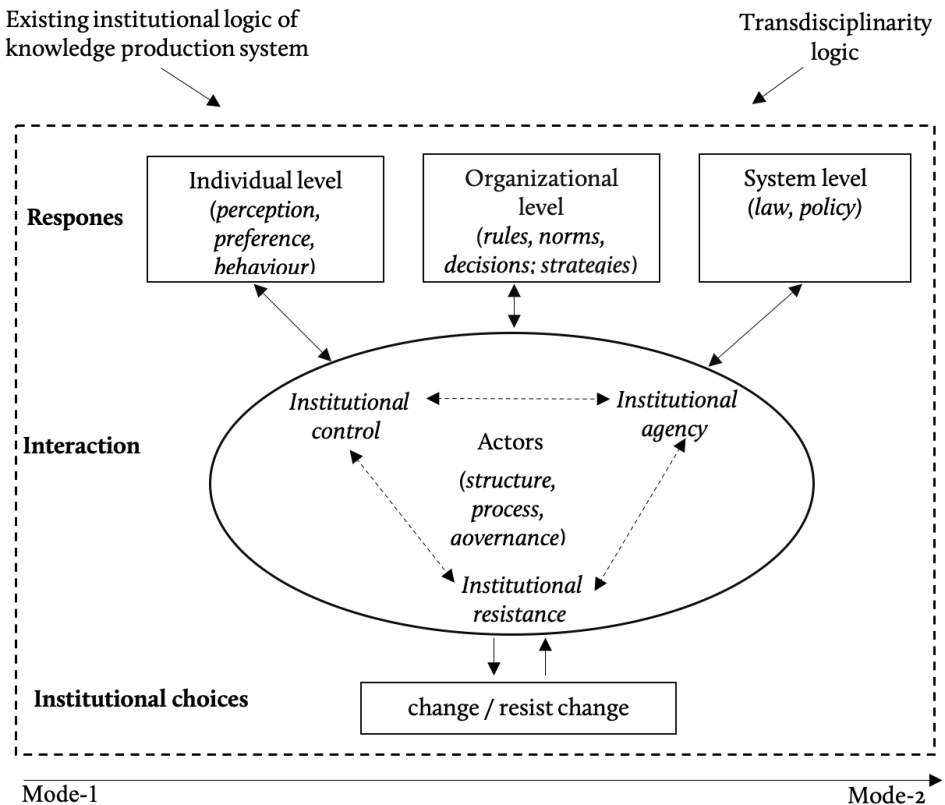 Existing institutional logic of
knowledge production system
Transdisciplinarity
logic
Respones
Individual level
(perception,
preference,
behaviour)
Organizational
level
(rules, norms,
decisions; strategies)
System level
(law, policy)
Interaction
Institutional
control
Institutional
agency
Actors
(structure,
process,
governance)
Institutional
resistance
Institutional choices
change / resist change
Mode-1
Mode-2